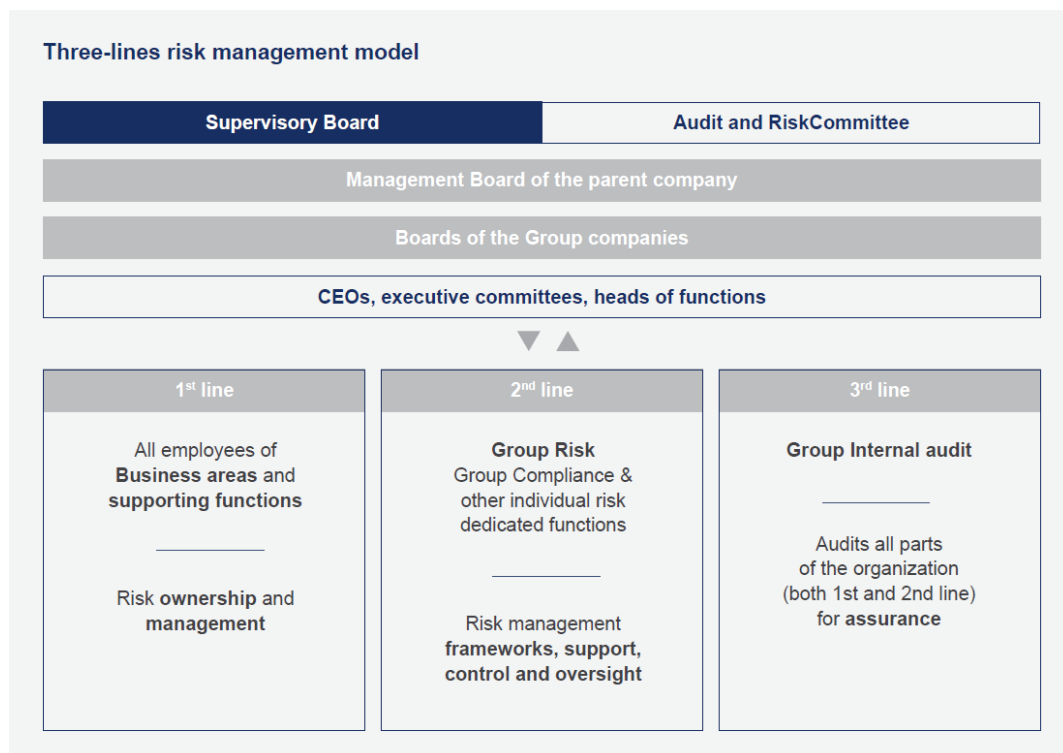 Three-lines risk management model
Supervisory Board
Audit and RiskCommittee
Management Board of the parent company
Boards of the Group companies
CEOs, executive committees, heads of functions
1st line
All employees of
Business areas and
supporting functions
Risk ownership and
management
2nd line
Group Risk
Group Compliance &
other individual risk
dedicated functions
Risk management
frameworks, support,
control and oversight
3rd line
Group Internal audit
Audits all parts
of the organization
(both 1st and 2nd line)
for assurance